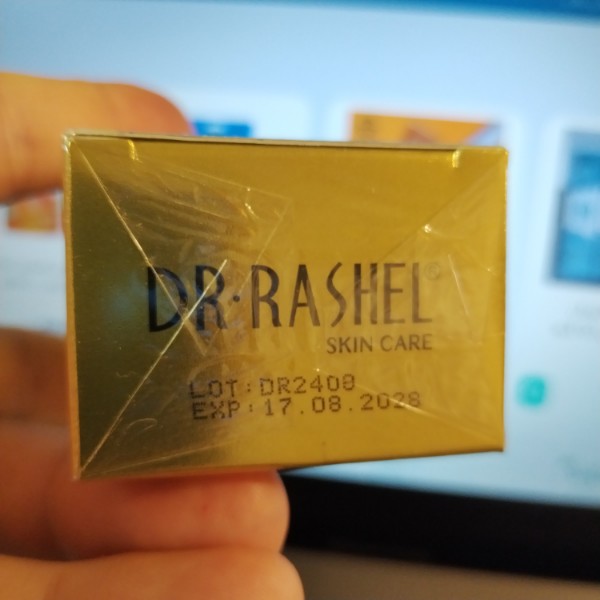 DR·RASHEL®
SKIN CARE
LOT:DR2408
EXP:17.08.2028